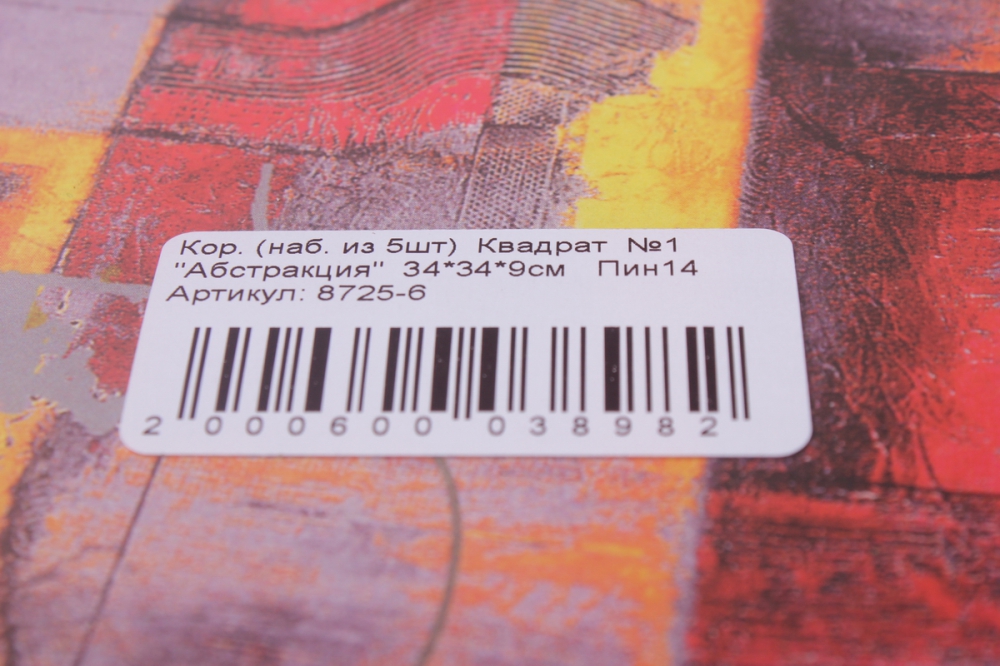 Кор. (наб. из 5шт) Квадрат №1
"Абстракция" 34*34*9см Пин14
Артикул: 8725-6
2 000600 038982